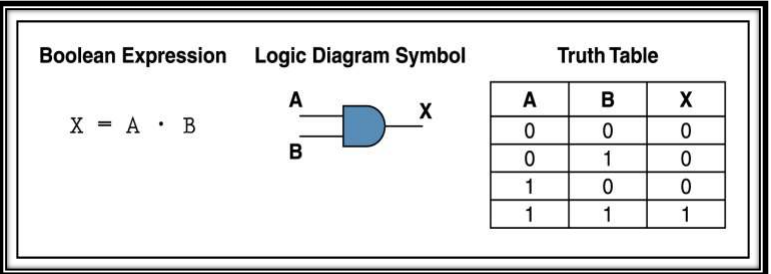 Boolean Expression Logic Diagram Symbol Truth Table
X = A · B
A
X
B
A B X
0 0 0
0 1 0
1 0 0
1 1 1